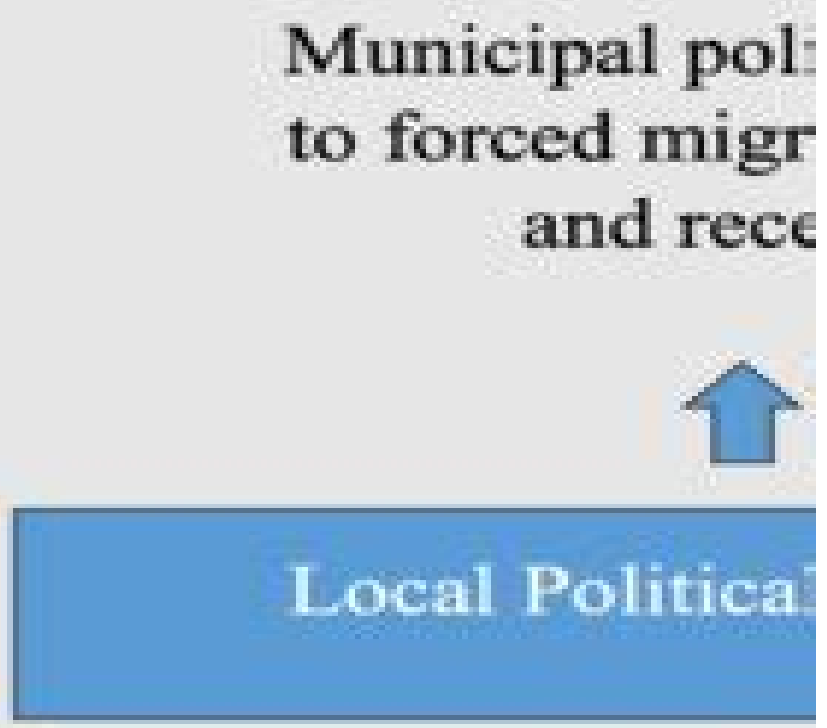 Municipal pol
to forced migr
and rece
Local Political